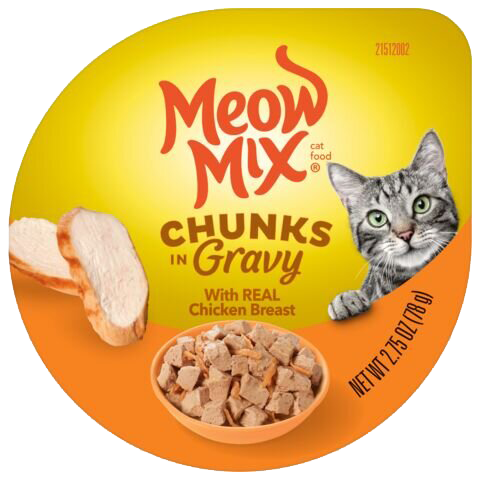 21512002
Meow
Mix
cat
food
®
CHUNKS
IN Gravy
With REAL
Chicken Breast
NET WT 2.75 OZ (78 g)